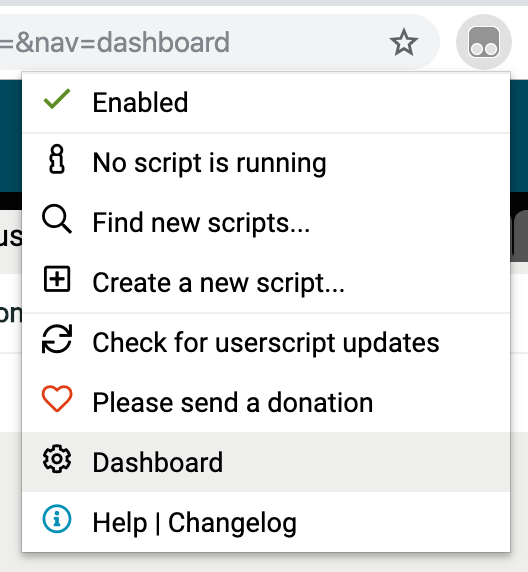 =&nav=dashboard
Enabled
No script is running
us
Find new scripts...
Create a new script...
on
Check for userscript updates
Please send a donation
Dashboard
Help | Changelog